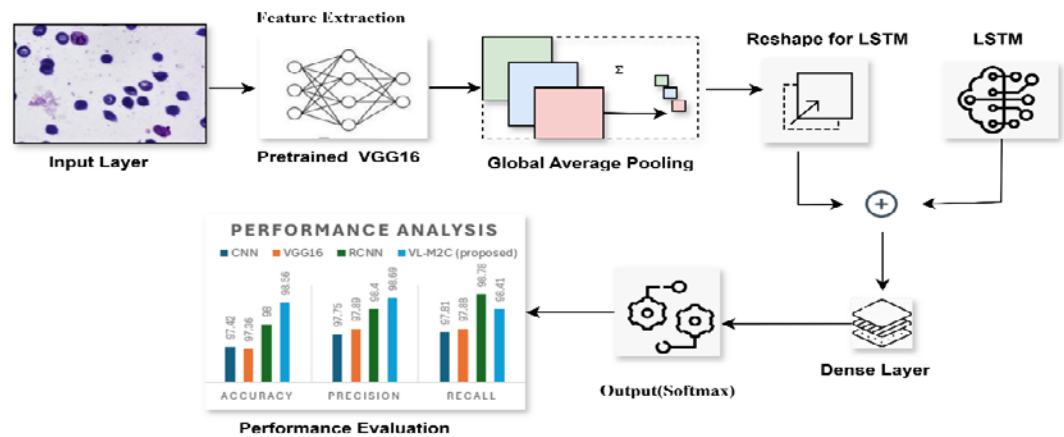 Feature Extraction
Reshape for LSTM
LSTM
Σ
Input Layer
Pretrained VGG16
Global Average Pooling
PERFORMANCE ANALYSIS
CNN VGG16 RCNN VL-M2C (proposed)
97.42 97.36 98 98.56
97.75 97.89 98.4 98.69
97.81 97.88 98.78 98.41
ACCURACY PRECISION RECALL
Performance Evaluation
Output(Softmax)
Dense Layer